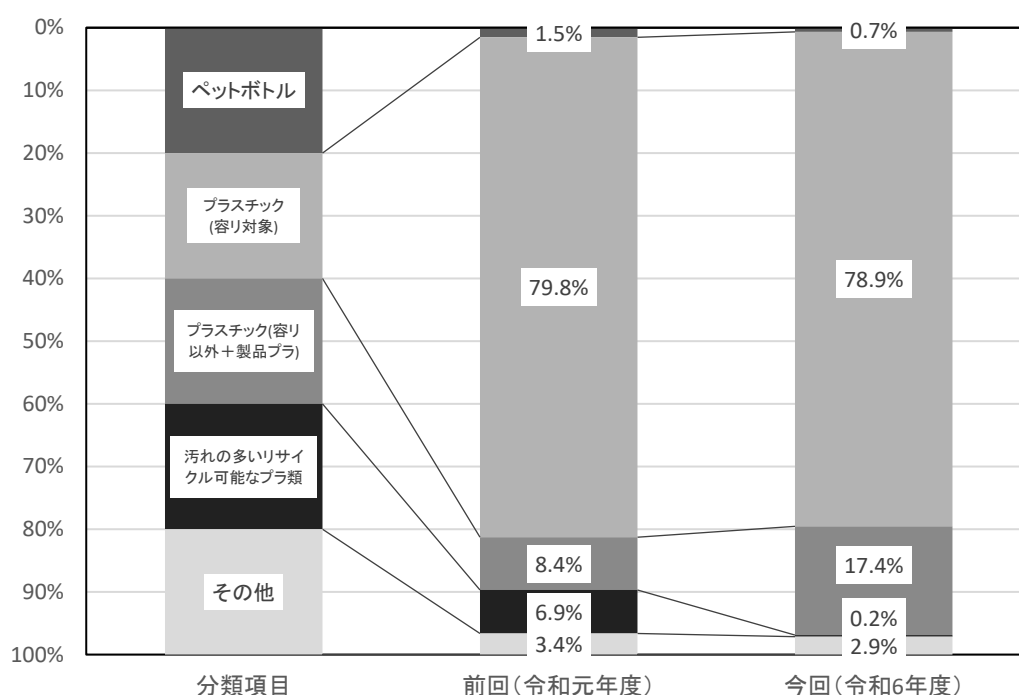 0%
10%
20%
30%
40%
50%
60%
70%
80%
90%
100%
ペットボトル
プラスチック
(容リ対象)
プラスチック(容リ
以外＋製品プラ)
汚れの多いリサイ
クル可能なプラ類
その他
1.5%
79.8%
8.4%
6.9%
3.4%
0.7%
78.9%
17.4%
0.2%
2.9%
分類項目
前回(令和元年度)
今回(令和6年度)